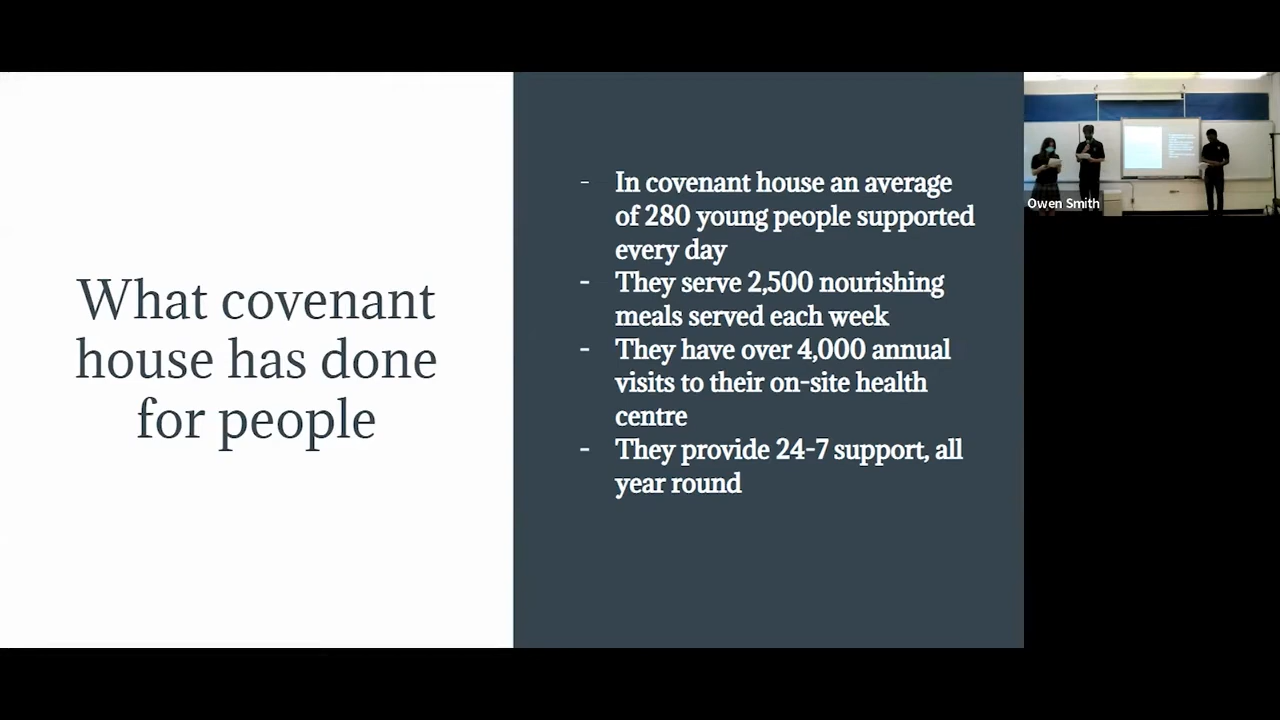 What covenant
house has done
for people
- In covenant house an average
of 280 young people supported
every day
- They serve 2,500 nourishing
meals served each week
- They have over 4,000 annual
visits to their on-site health
centre
- They provide 24-7 support, all
year round
Owen Smith